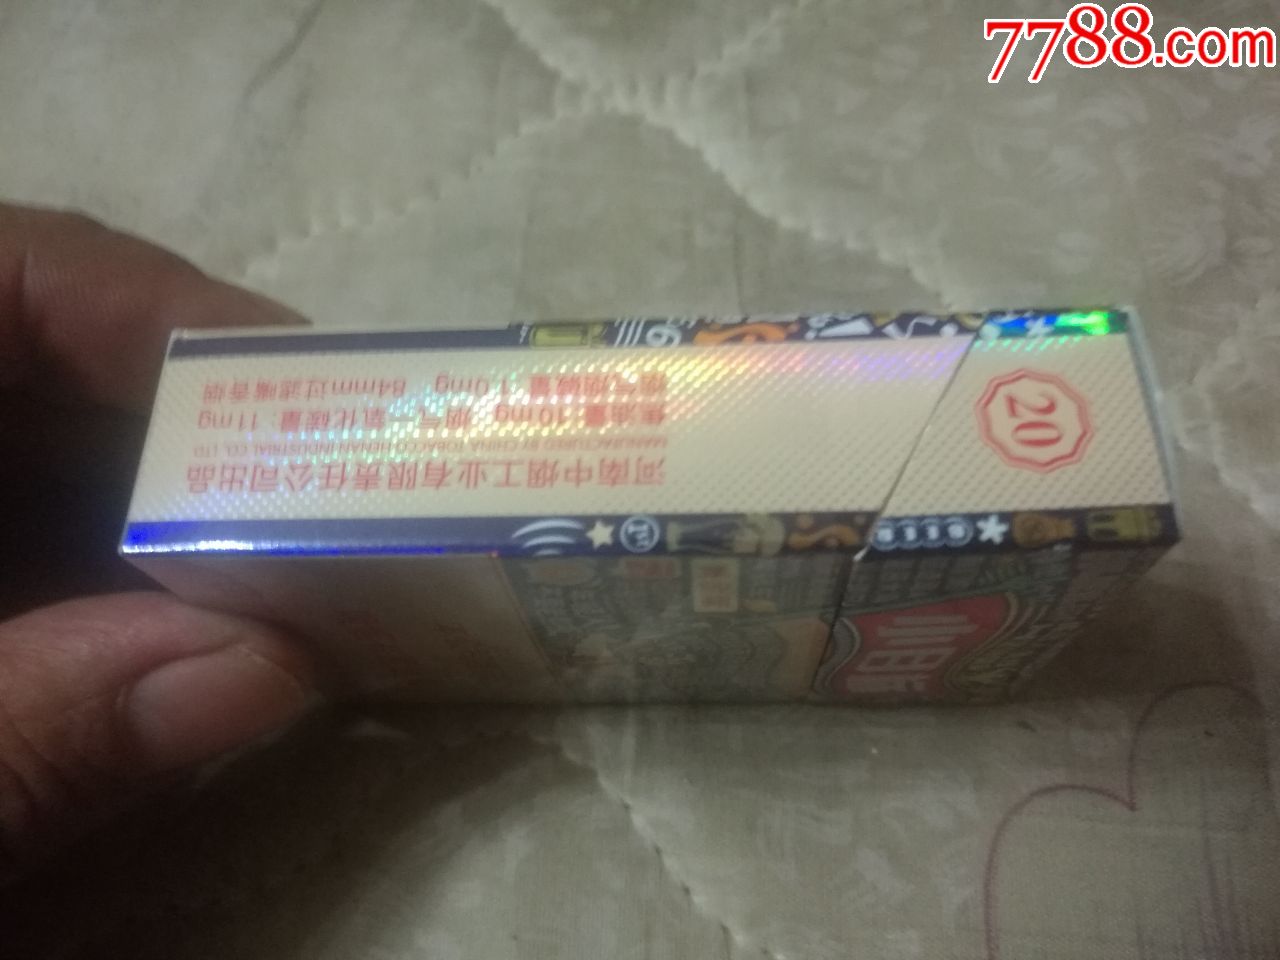 7788.com
河南中烟工业有限责任公司出品
MANUFACTURED BY CHINA TOBACCO HENAN INDUSTRIAL CO., LTD
焦油量:10mg 烟气一氧化碳量:11mg
烟气烟碱量:1.0mg 84mm过滤嘴香烟
20
小目